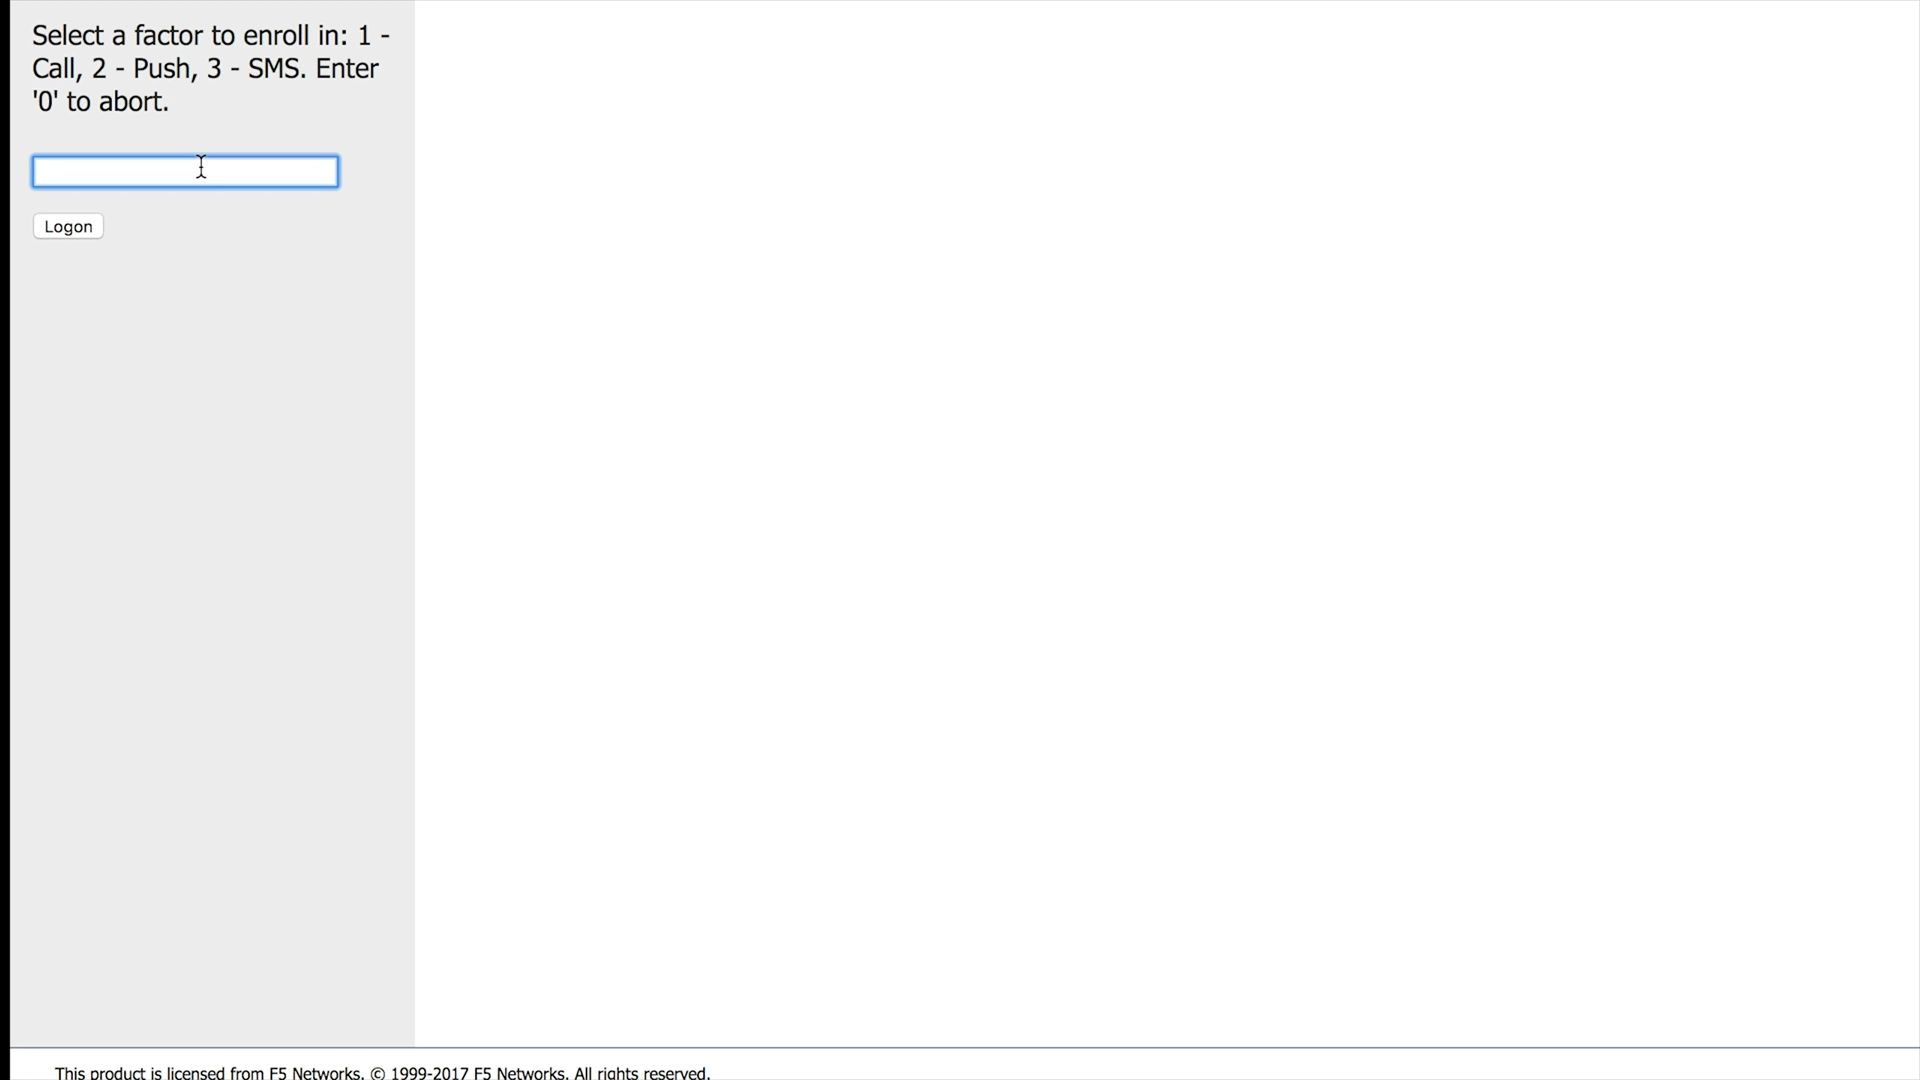 Select a factor to enroll in: 1 -
Call, 2 - Push, 3 - SMS. Enter
'0' to abort.
Logon
This product is licensed from F5 Networks. © 1999-2017 F5 Networks. All rights reserved.